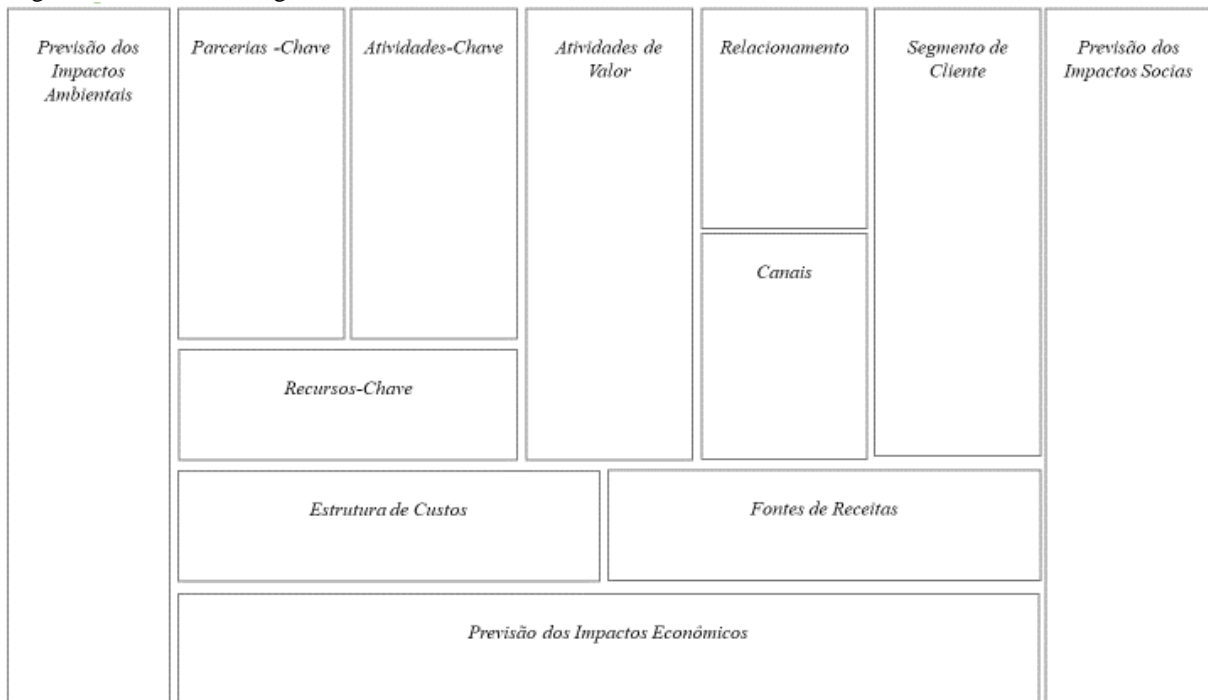 Previsão dos
Impactos
Ambientais
Parcerias -Chave
Atividades-Chave
Atividades de
Valor
Relacionamento
Segmento de
Cliente
Previsão dos
Impactos Socias
Canais
Recursos-Chave
Estrutura de Custos
Fontes de Receitas
Previsão dos Impactos Econômicos